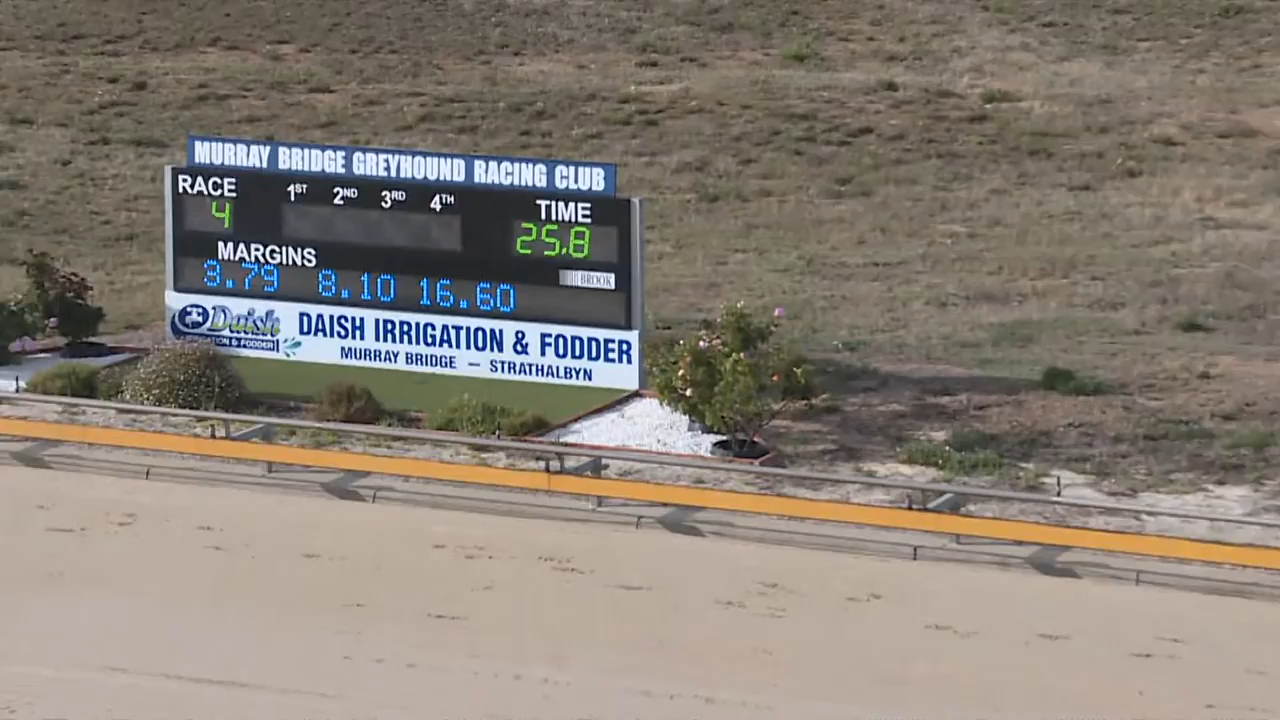 MURRAY BRIDGE GREYHOUND RACING CLUB
RACE 1ST 2ND 3RD 4TH TIME
4 25.8
MARGINS
3.79 8.10 16.60
BROOK
Daish
IRRIGATION & FODDER
DAISH IRRIGATION & FODDER
MURRAY BRIDGE — STRATHALBYN